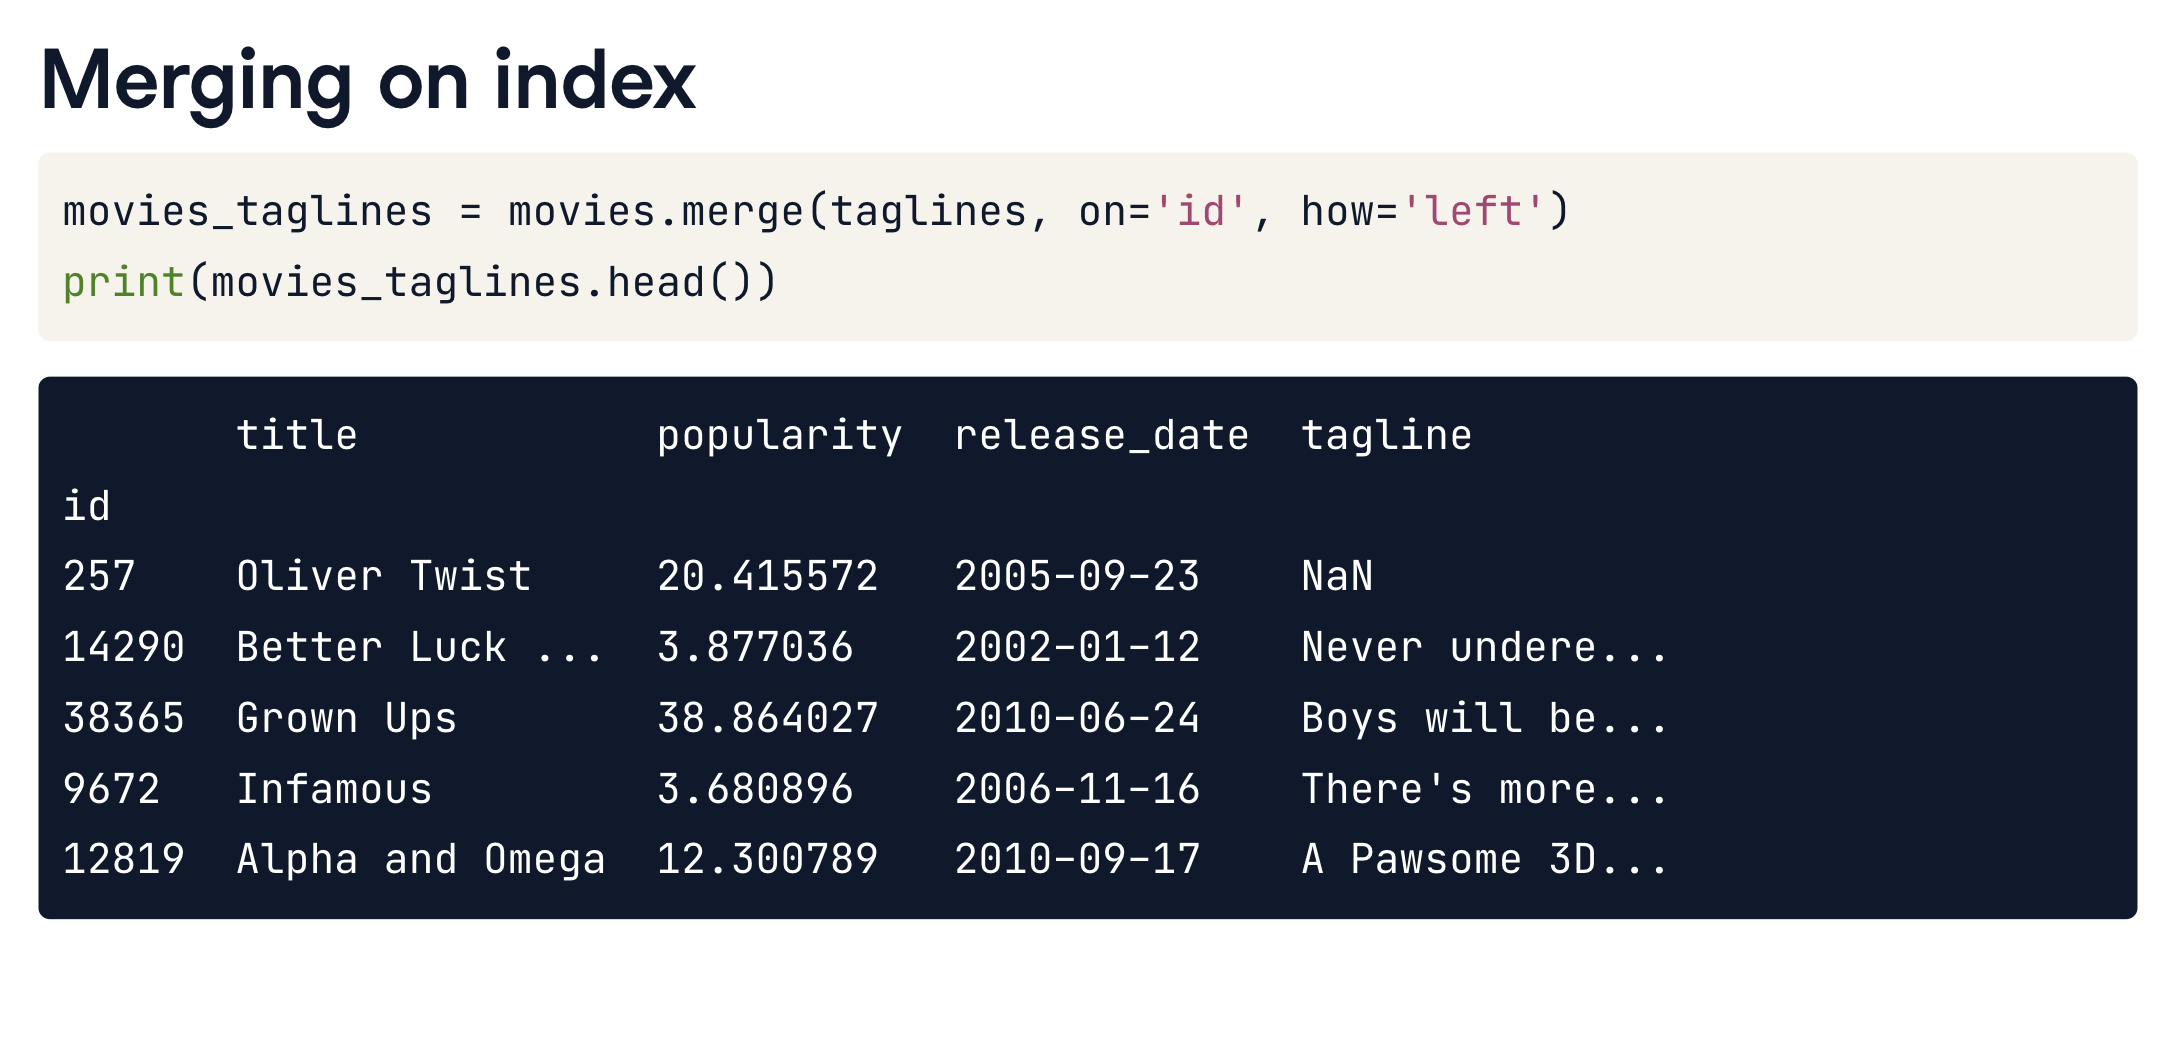 Merging on index
movies_taglines = movies.merge(taglines, on='id', how='left')
print(movies_taglines.head())
title popularity release_date tagline
id
257 Oliver Twist 20.415572 2005-09-23 NaN
14290 Better Luck ... 3.877036 2002-01-12 Never undere...
38365 Grown Ups 38.864027 2010-06-24 Boys will be...
9672 Infamous 3.680896 2006-11-16 There's more...
12819 Alpha and Omega 12.300789 2010-09-17 A Pawsome 3D...